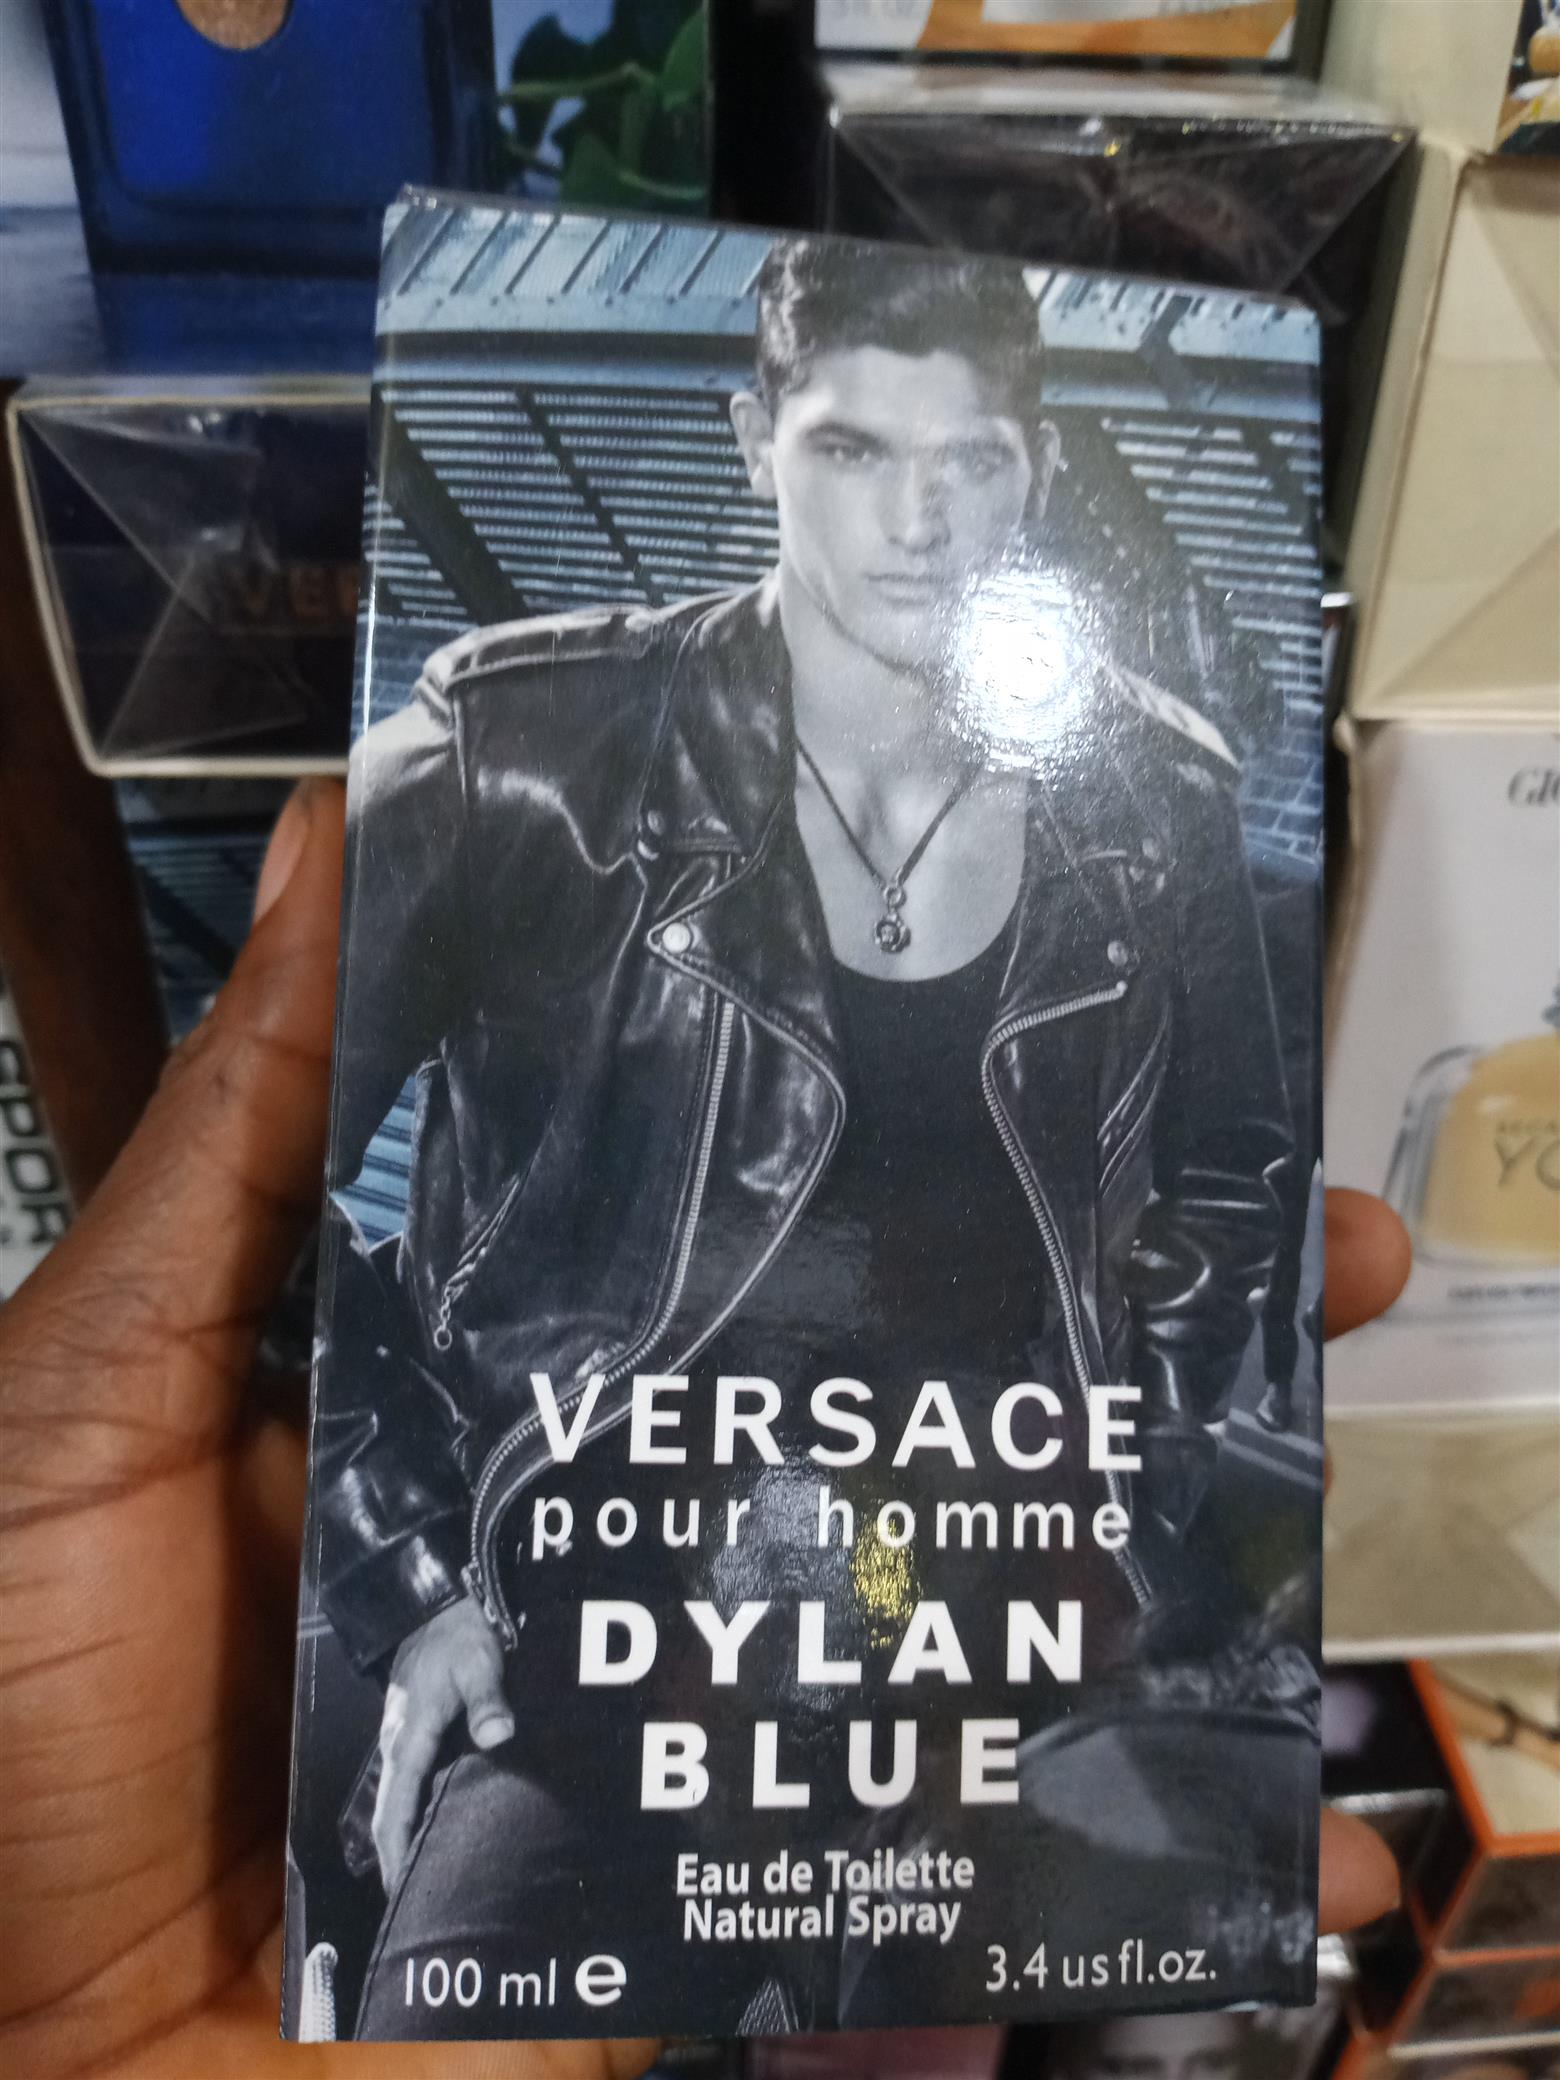 VERSACE
pour homme
DYLAN
BLUE
Eau de Toilette
Natural Spray
100 ml e
3.4 us fl.oz.